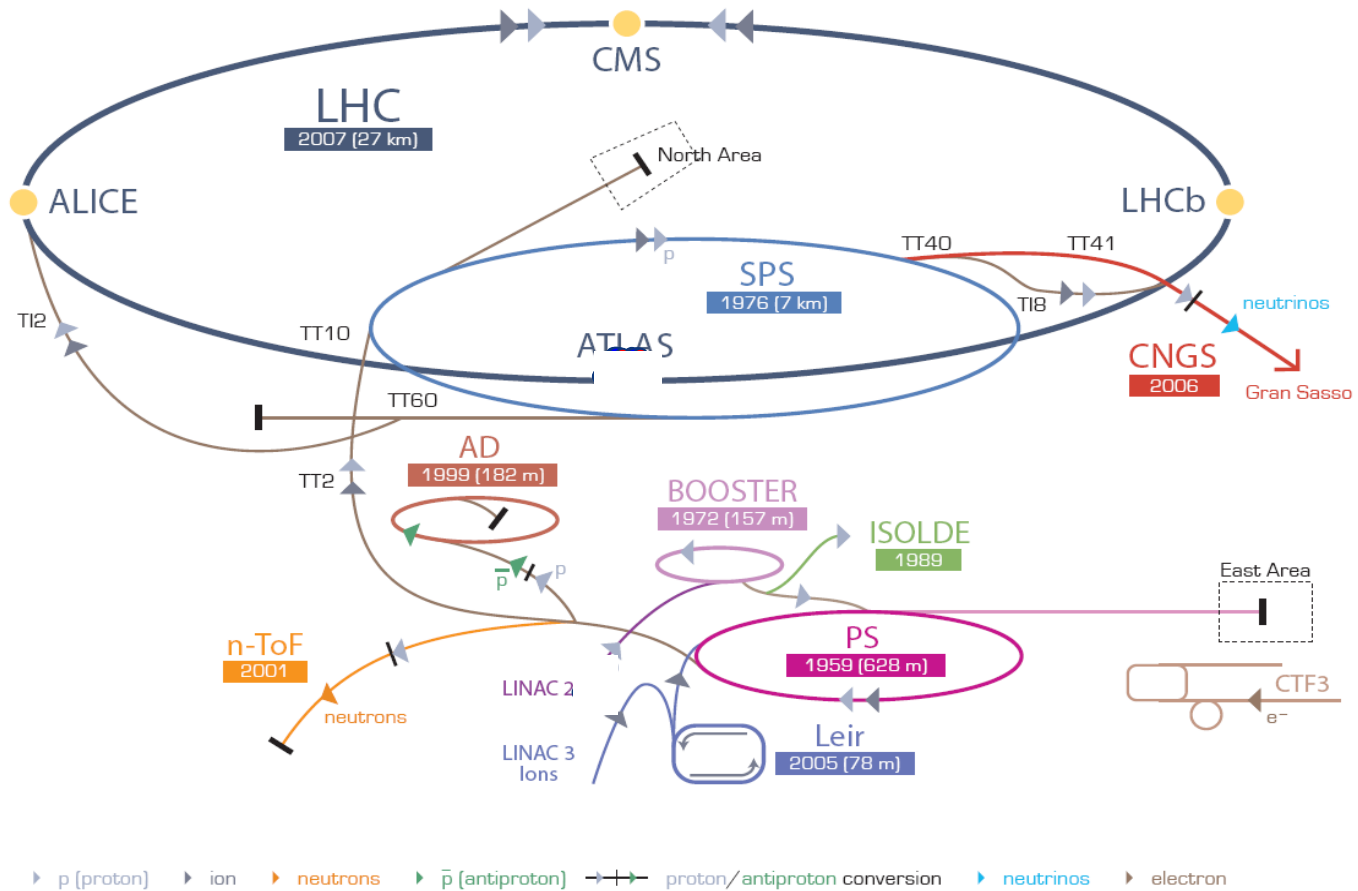 CMS
LHC
2007 (27 km)
North Area
ALICE
LHCb
TT40
TT41
p
SPS
1976 (7 km)
TI8
neutrinos
TI2
TT10
ATLAS
CNGS
2006
Gran Sasso
TT60
AD
1999 (182 m)
TT2
BOOSTER
1972 (157 m)
ISOLDE
1989
p̅
p
East Area
n-ToF
2001
PS
1959 (628 m)
LINAC 2
neutrons
CTF3
e⁻
LINAC 3
Ions
Leir
2005 (78 m)
p (proton) ion neutrons p̅ (antiproton) proton/antiproton conversion neutrinos electron